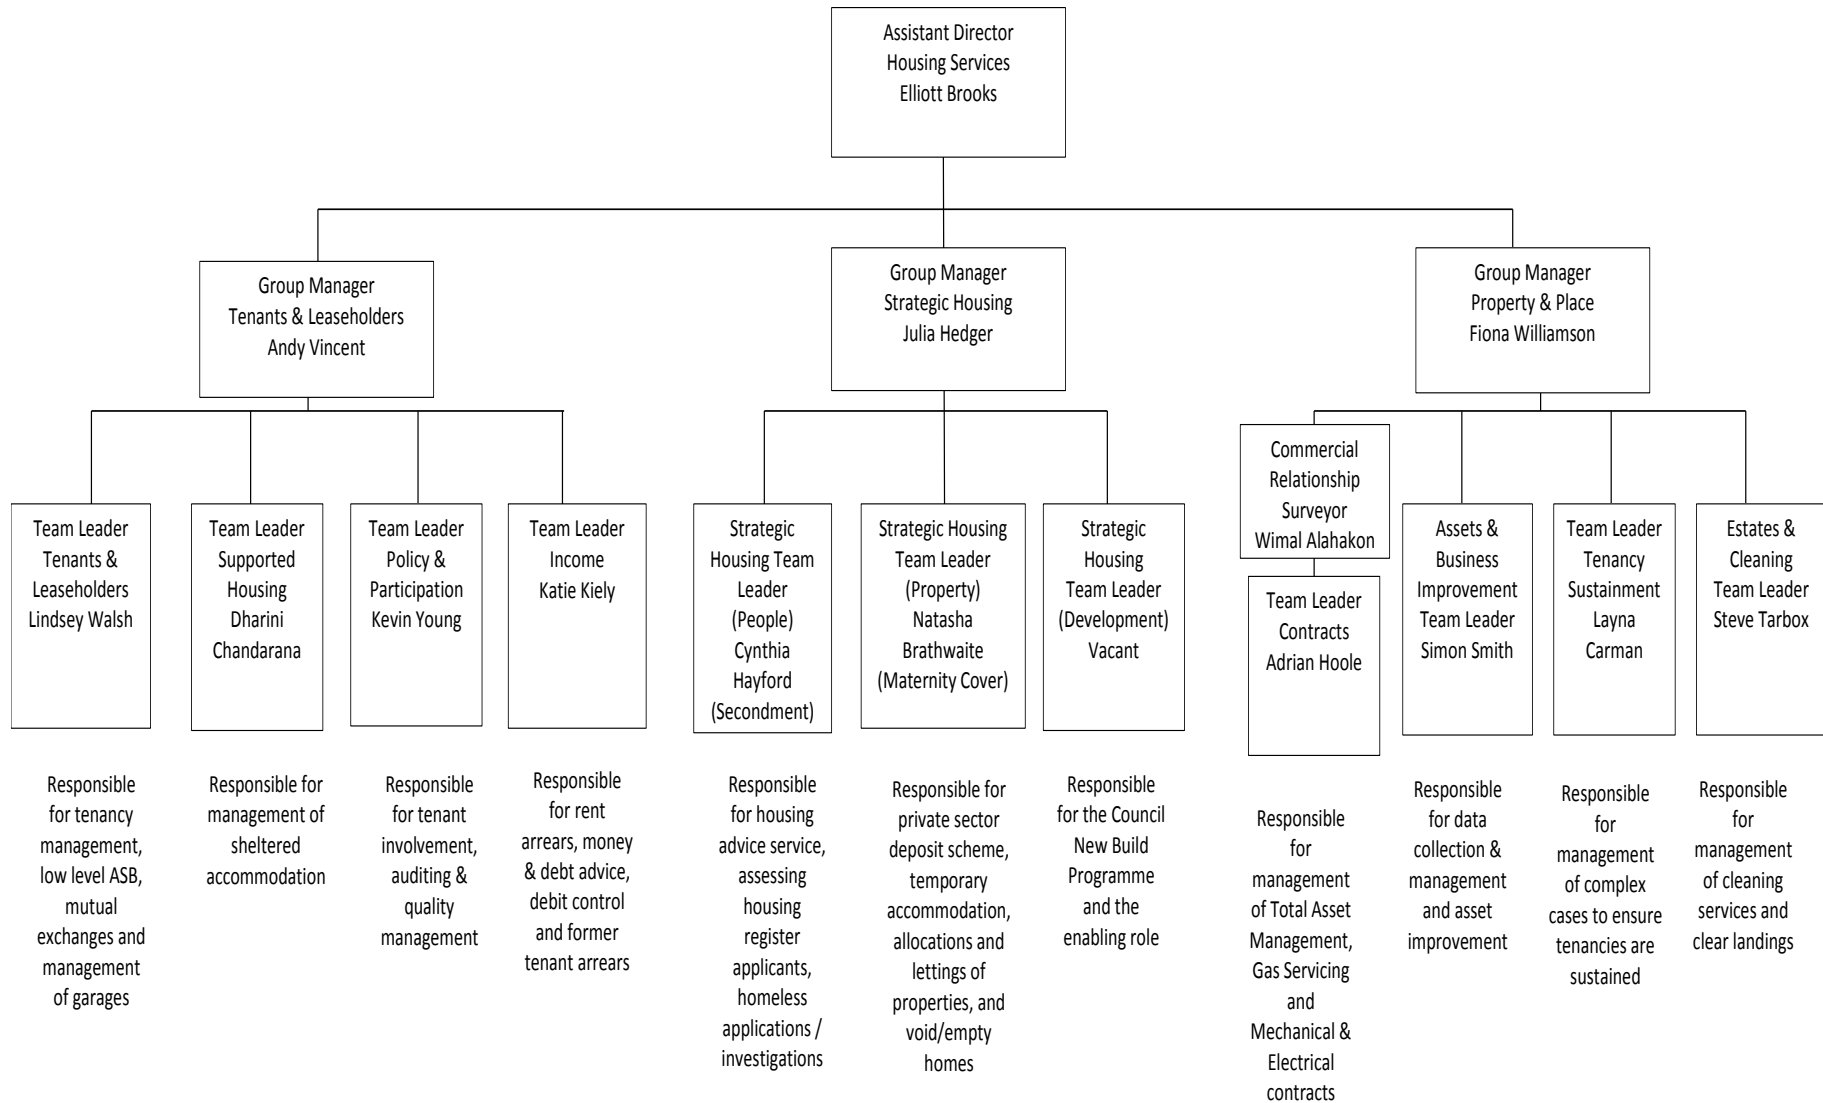 Assistant Director
Housing Services
Elliott Brooks
Group Manager
Tenants & Leaseholders
Andy Vincent
Group Manager
Strategic Housing
Julia Hedger
Group Manager
Property & Place
Fiona Williamson
Team Leader
Tenants &
Leaseholders
Lindsey Walsh
Team Leader
Supported
Housing
Dharini
Chandarana
Team Leader
Policy &
Participation
Kevin Young
Team Leader
Income
Katie Kiely
Strategic
Housing Team
Leader
(People)
Cynthia
Hayford
(Secondment)
Strategic Housing
Team Leader
(Property)
Natasha
Brathwaite
(Maternity Cover)
Strategic
Housing
Team Leader
(Development)
Vacant
Commercial
Relationship
Surveyor
Wimal Alahakon
Team Leader
Contracts
Adrian Hoole
Assets &
Business
Improvement
Team Leader
Simon Smith
Team Leader
Tenancy
Sustainment
Layna
Carman
Estates &
Cleaning
Team Leader
Steve Tarbox
Responsible
for tenancy
management,
low level ASB,
mutual
exchanges and
management
of garages
Responsible for
management of
sheltered
accommodation
Responsible
for tenant
involvement,
auditing &
quality
management
Responsible
for rent
arrears, money
& debt advice,
debit control
and former
tenant arrears
Responsible
for housing
advice service,
assessing
housing
register
applicants,
homeless
applications /
investigations
Responsible for
private sector
deposit scheme,
temporary
accommodation,
allocations and
lettings of
properties, and
void/empty
homes
Responsible
for the Council
New Build
Programme
and the
enabling role
Responsible
for
management
of Total Asset
Management,
Gas Servicing
and
Mechanical &
Electrical
contracts
Responsible
for data
collection &
management
and asset
improvement
Responsible
for
management
of complex
cases to ensure
tenancies are
sustained
Responsible
for
management
of cleaning
services and
clear landings